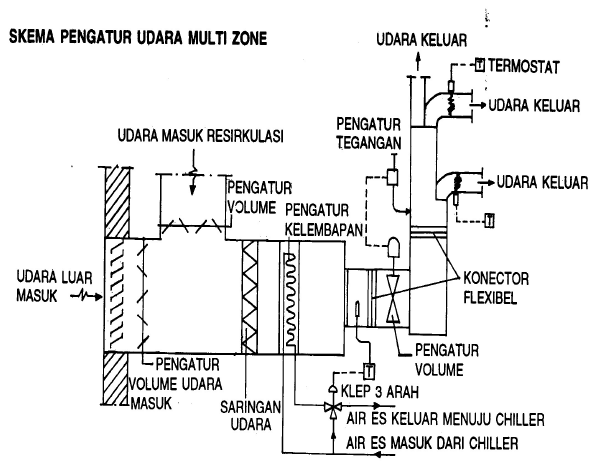 SKEMA PENGATUR UDARA MULTI ZONE
UDARA KELUAR
T TERMOSTAT
UDARA KELUAR
PENGATUR
TEGANGAN
UDARA MASUK RESIRKULASI
UDARA KELUAR
PENGATUR
VOLUME
PENGATUR
KELEMBAPAN
T
UDARA LUAR
MASUK
KONECTOR
FLEXIBEL
PENGATUR
VOLUME
PENGATUR
VOLUME UDARA
MASUK
T
SARINGAN
UDARA
KLEP 3 ARAH
AIR ES KELUAR MENUJU CHILLER
AIR ES MASUK DARI CHILLER